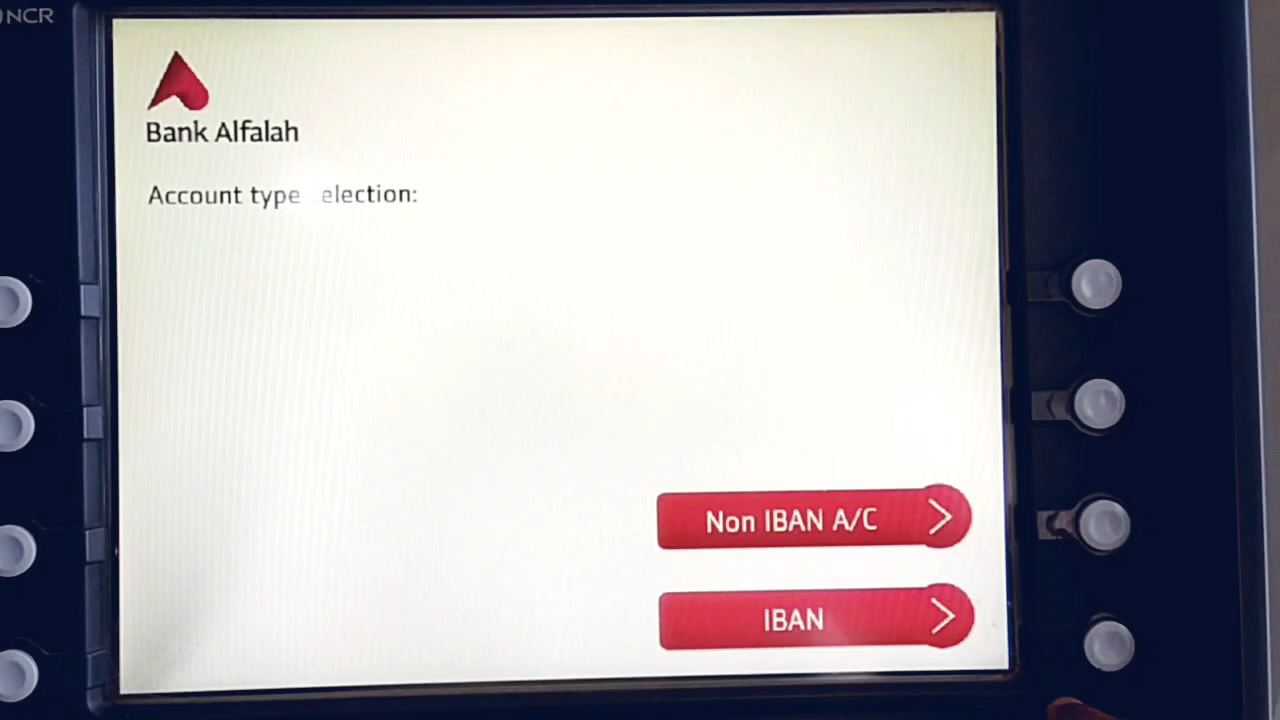 NCR
Bank Alfalah
Account type election:
Non IBAN A/C
IBAN